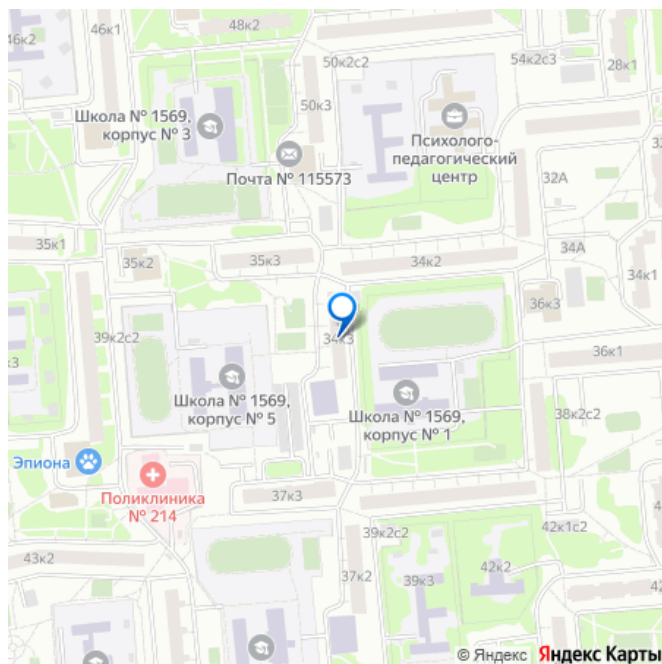 46к1
48к2
46к2
50к2с2
54к2с3
28к1
50к3
Школа № 1569,
корпус № 3
Психолого-
педагогический
центр
Почта № 115573
32А
35к1
35к2
35к3
34к2
34А
34к1
36к3
39к2с2
34к3
36к1
Школа № 1569,
корпус № 5
Школа № 1569,
корпус № 1
38к2с2
Эпиона
Поликлиника
№ 214
37к3
39к2с2
42к1с2
43к2
37к2
39к3
42к2
© Яндекс Яндекс Карты